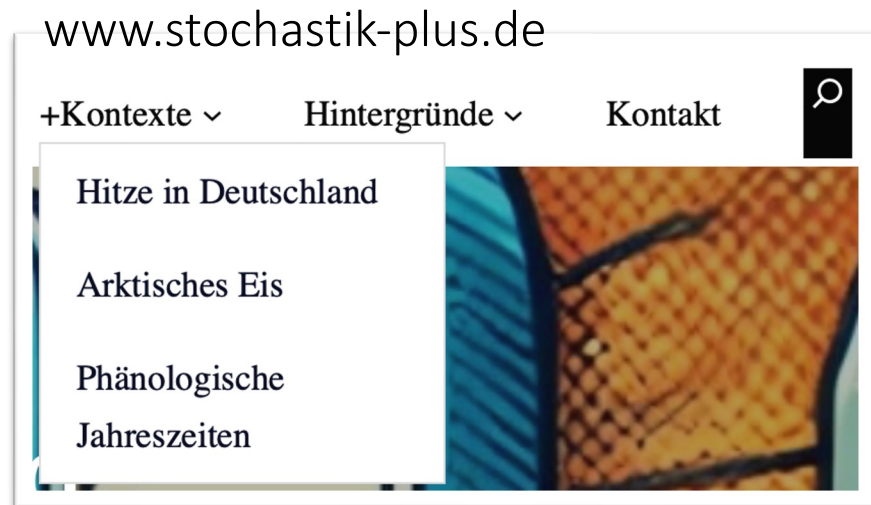 www.stochastik-plus.de
+Kontexte Hintergründe Kontakt
Hitze in Deutschland
Arktisches Eis
Phänologische
Jahreszeiten